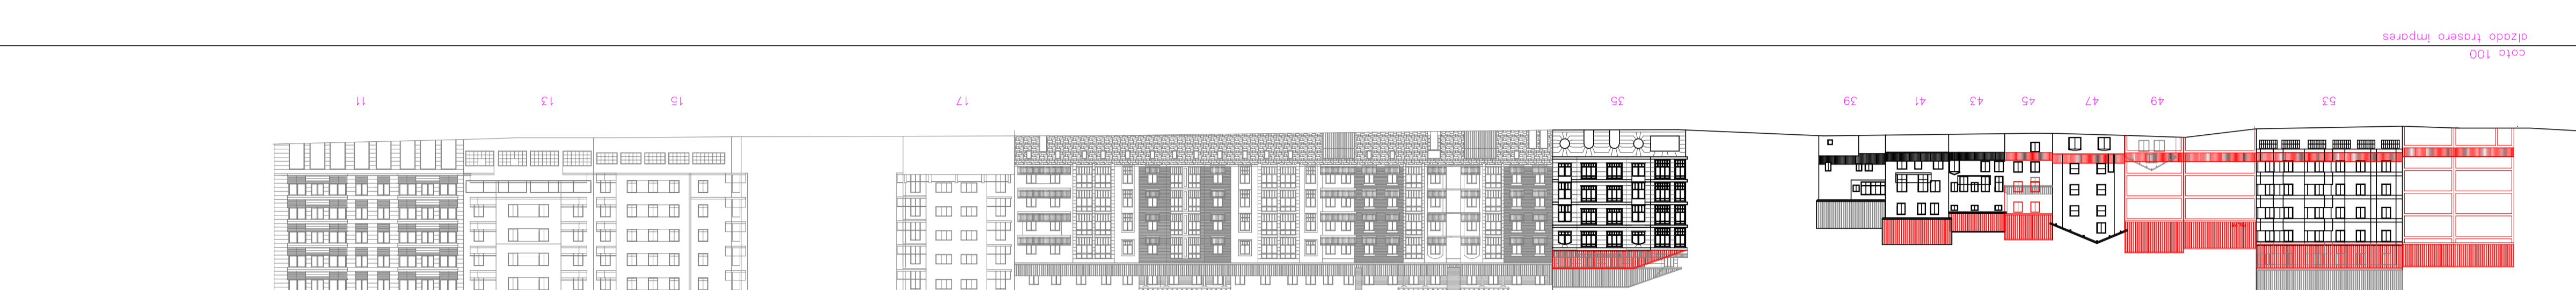 53 49 47 45 43 41 39 35 17 15 13 11
cota 100
alzado trasero impares